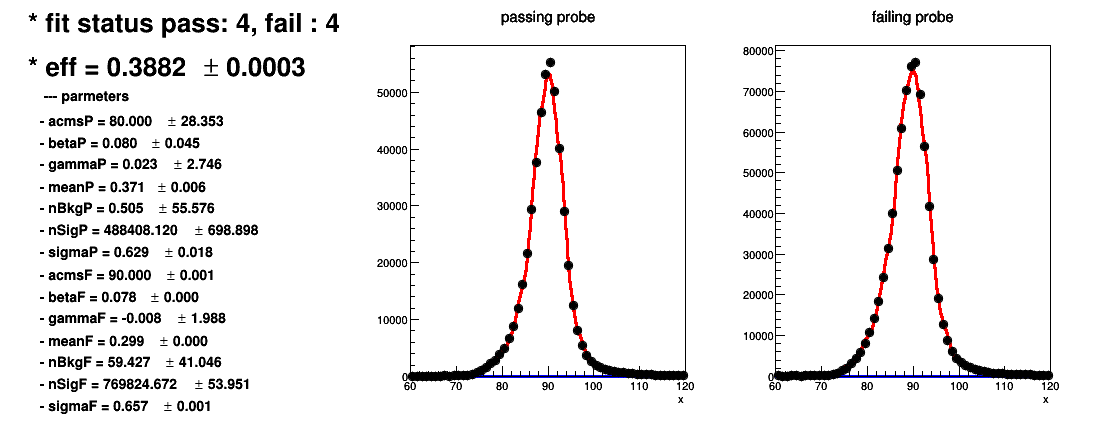 * fit status pass: 4, fail : 4
* eff = 0.3882 ± 0.0003
--- parmeters
- acmsP = 80.000 ± 28.353
- betaP = 0.080 ± 0.045
- gammaP = 0.023 ± 2.746
- meanP = 0.371 ± 0.006
- nBkgP = 0.505 ± 55.576
- nSigP = 488408.120 ± 698.898
- sigmaP = 0.629 ± 0.018
- acmsF = 90.000 ± 0.001
- betaF = 0.078 ± 0.000
- gammaF = -0.008 ± 1.988
- meanF = 0.299 ± 0.000
- nBkgF = 59.427 ± 41.046
- nSigF = 769824.672 ± 53.951
- sigmaF = 0.657 ± 0.001
passing probe
50000
40000
30000
20000
10000
0
60 70 80 90 100 110 120
x
failing probe
80000
70000
60000
50000
40000
30000
20000
10000
0
60 70 80 90 100 110 120
x